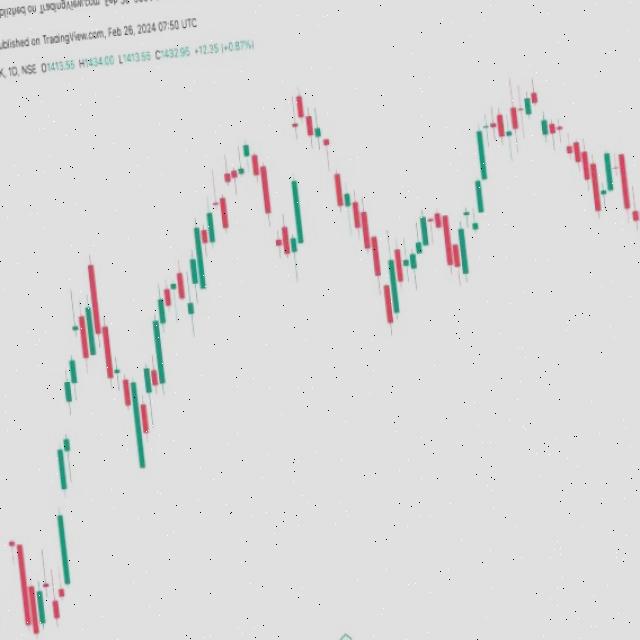 ublished on TradingView.com, Feb 26, 2024 07:50 UTC
K, 1D, NSE O1413.55 H1434.00 L1413.55 C1432.95 +12.35 (+0.87%)